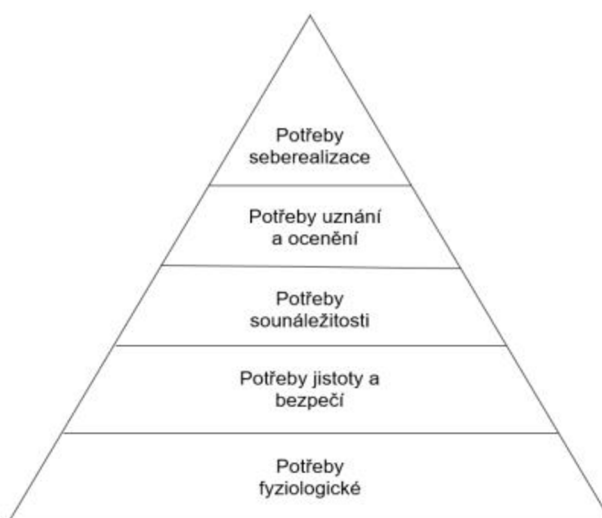 Potřeby
seberealizace
Potřeby uznání
a ocenění
Potřeby
sounáležitosti
Potřeby jistoty a
bezpečí
Potřeby
fyziologické